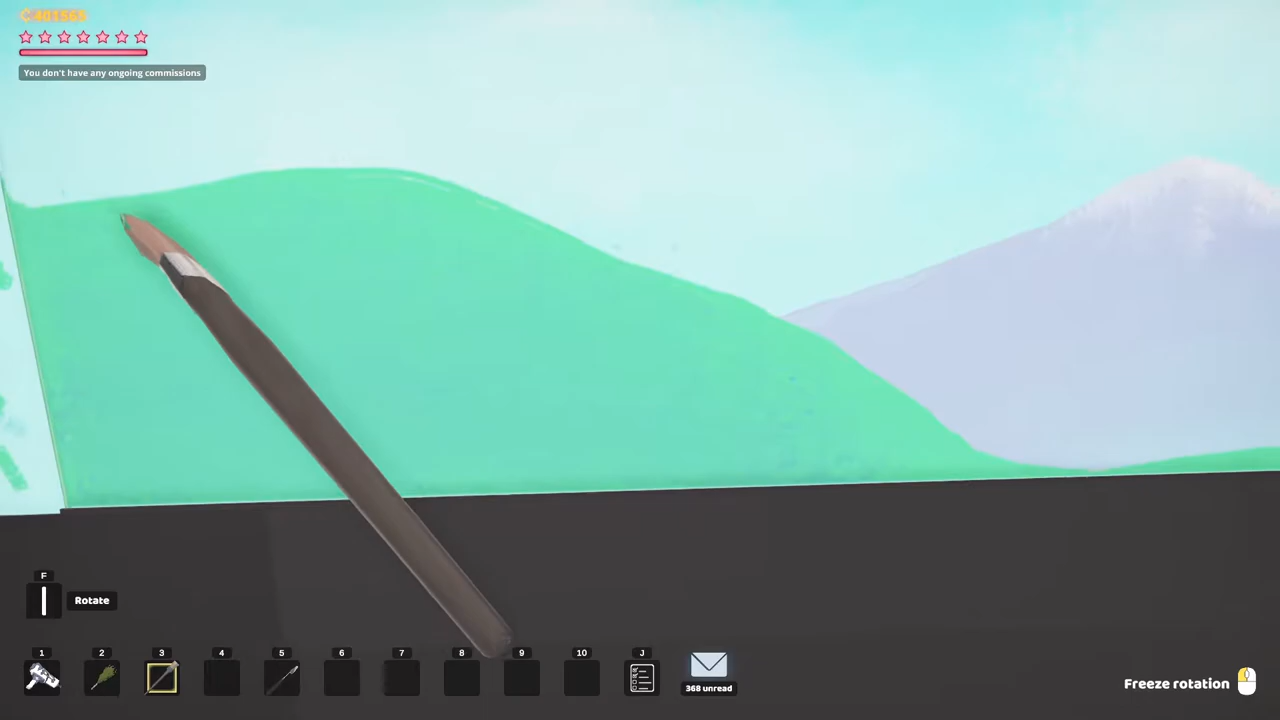 401568
You don't have any ongoing commissions
F
Rotate
1 2 3 4 5 6 7 8 9 10 J
368 unread
Freeze rotation